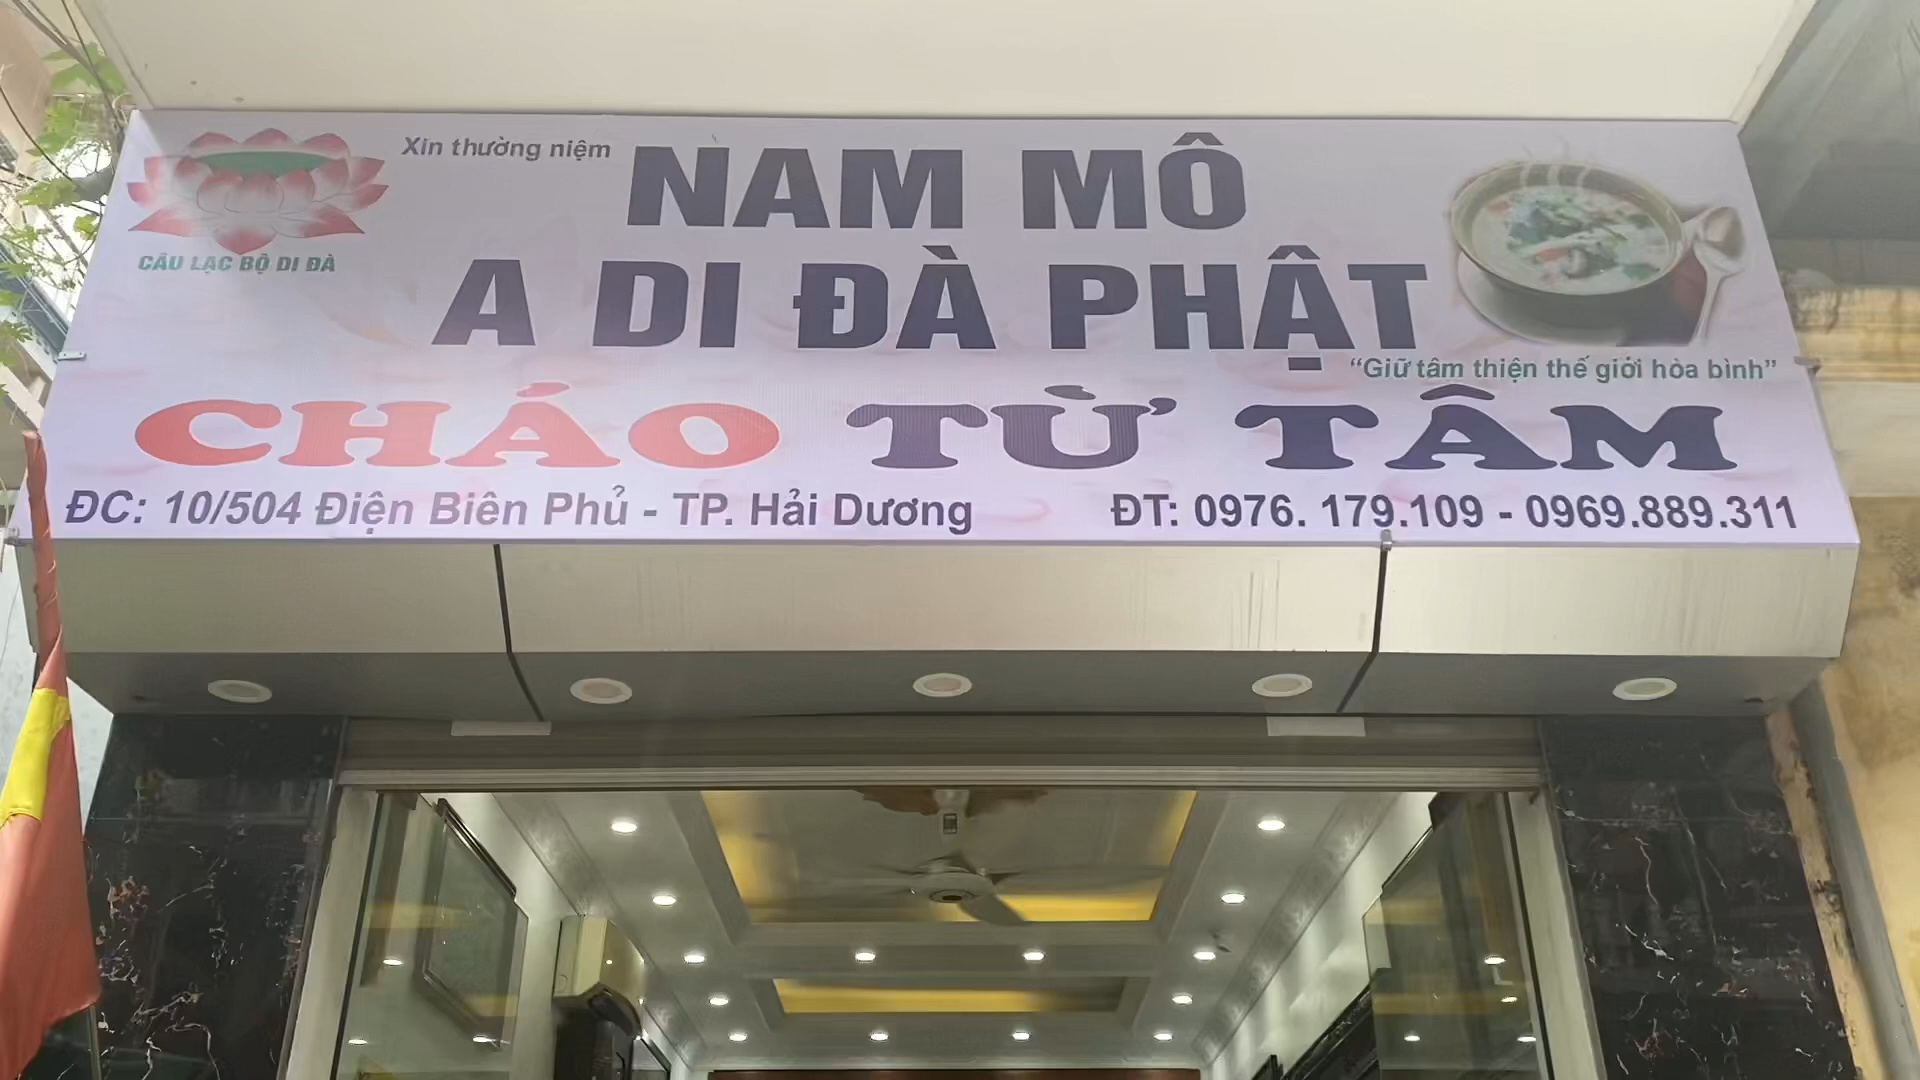 Xin thường niệm
NAM MÔ
A DI ĐÀ PHẬT
CÂU LẠC BỘ DI ĐÀ
“Giữ tâm thiện thế giới hòa bình”
CHÁO TỪ TÂM
ĐC: 10/504 Điện Biên Phủ - TP. Hải Dương
ĐT: 0976. 179.109 - 0969.889.311